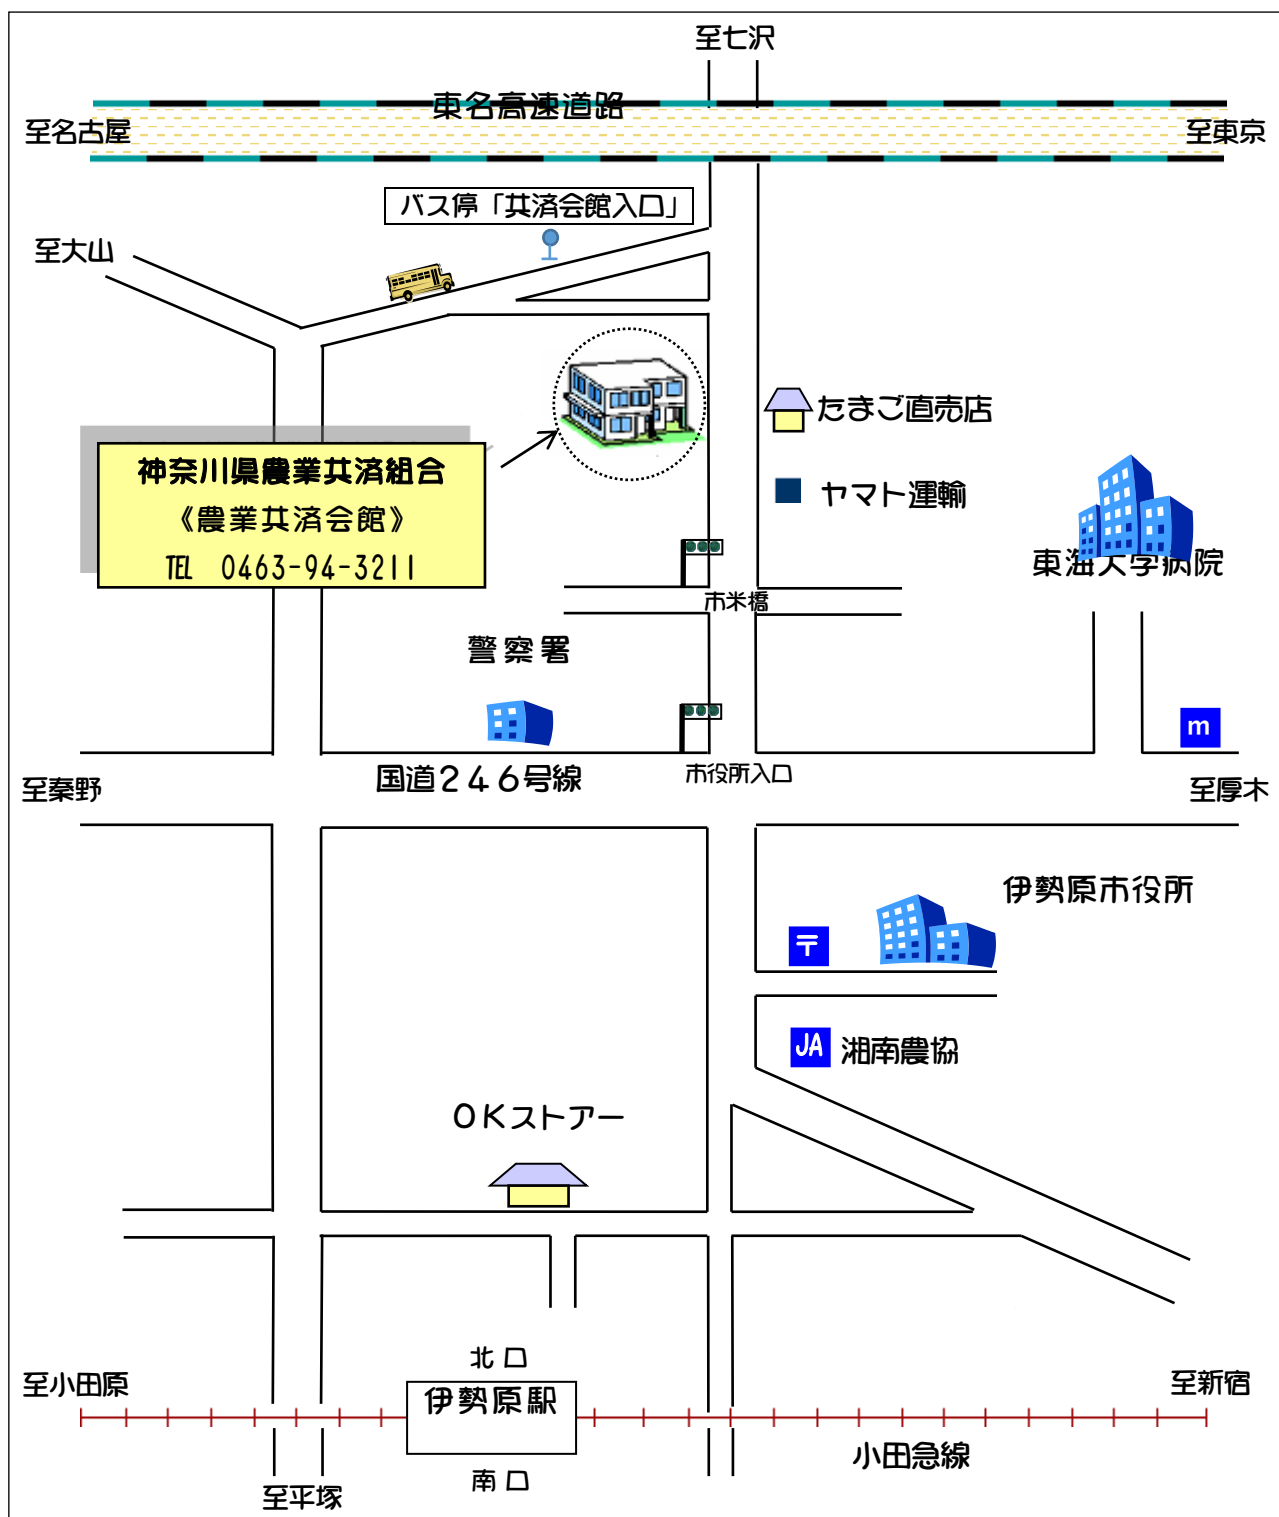 至七沢
東名高速道路
至名古屋
至東京
バス停「共済会館入口」
至大山
たまご直売店
神奈川県農業共済組合
《農業共済会館》
TEL 0463-94-3211
ヤマト運輸
東海大学病院
市米橋
警察署
m
国道246号線
市役所入口
至秦野
至厚木
伊勢原市役所
〒
JA 湘南農協
OKストアー
北口
至小田原
伊勢原駅
至新宿
小田急線
南口
至平塚